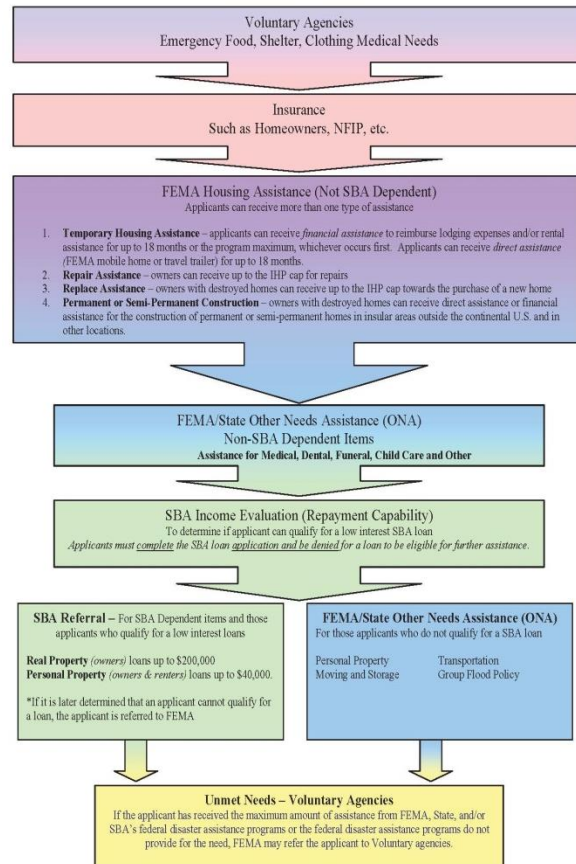 Voluntary Agencies
Emergency Food, Shelter, Clothing Medical Needs
Insurance
Such as Homeowners, NFIP, etc.
FEMA Housing Assistance (Not SBA Dependent)
Applicants can receive more than one type of assistance
1. Temporary Housing Assistance – applicants can receive financial assistance to reimburse lodging expenses and/or rental
assistance for up to 18 months or the program maximum, whichever occurs first. Applicants can receive direct assistance
(FEMA mobile home or travel trailer) for up to 18 months.
2. Repair Assistance – owners can receive up to the IHP cap for repairs
3. Replace Assistance – owners with destroyed homes can receive up to the IHP cap towards the purchase of a new home
4. Permanent or Semi-Permanent Construction – owners with destroyed homes can receive direct assistance or financial
assistance for the construction of permanent or semi-permanent homes in insular areas outside the continental U.S. and in
other locations.
FEMA/State Other Needs Assistance (ONA)
Non-SBA Dependent Items
Assistance for Medical, Dental, Funeral, Child Care and Other
SBA Income Evaluation (Repayment Capability)
To determine if applicant can qualify for a low interest SBA loan
Applicants must complete the SBA loan application and be denied for a loan to be eligible for further assistance.
SBA Referral – For SBA Dependent items and those
applicants who qualify for a low interest loans
Real Property (owners) loans up to $200,000
Personal Property (owners & renters) loans up to $40,000.
*If it is later determined that an applicant cannot qualify for
a loan, the applicant is referred to FEMA
FEMA/State Other Needs Assistance (ONA)
For those applicants who do not qualify for a SBA loan
Personal Property Transportation
Moving and Storage Group Flood Policy
Unmet Needs – Voluntary Agencies
If the applicant has received the maximum amount of assistance from FEMA, State, and/or
SBA's federal disaster assistance programs or the federal disaster assistance programs do not
provide for the need, FEMA may refer the applicant to Voluntary agencies.